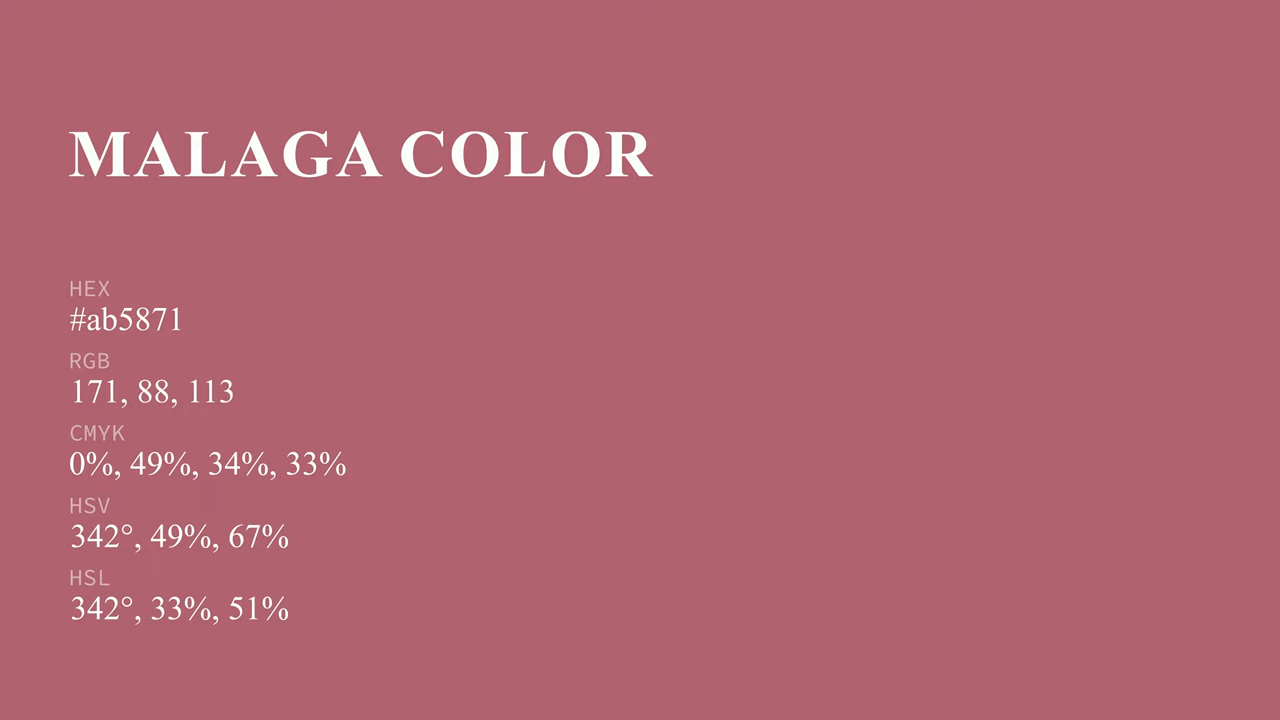 MALAGA COLOR
HEX
#ab5871
RGB
171, 88, 113
CMYK
0%, 49%, 34%, 33%
HSV
342°, 49%, 67%
HSL
342°, 33%, 51%